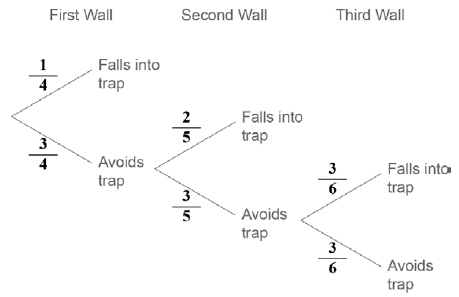 First Wall Second Wall Third Wall
1
4
Falls into
trap
3
4
Avoids
trap
2
5
Falls into
trap
3
5
Avoids
trap
3
6
Falls into
trap
3
6
Avoids
trap